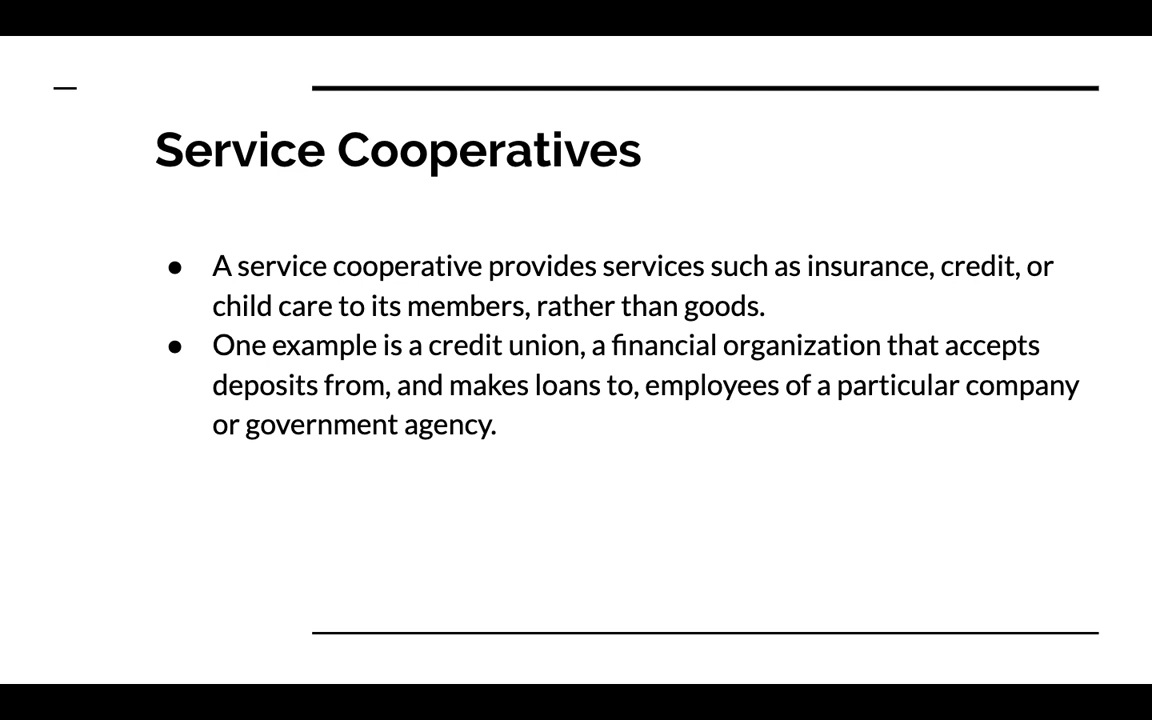 Service Cooperatives
● A service cooperative provides services such as insurance, credit, or
child care to its members, rather than goods.
● One example is a credit union, a financial organization that accepts
deposits from, and makes loans to, employees of a particular company
or government agency.